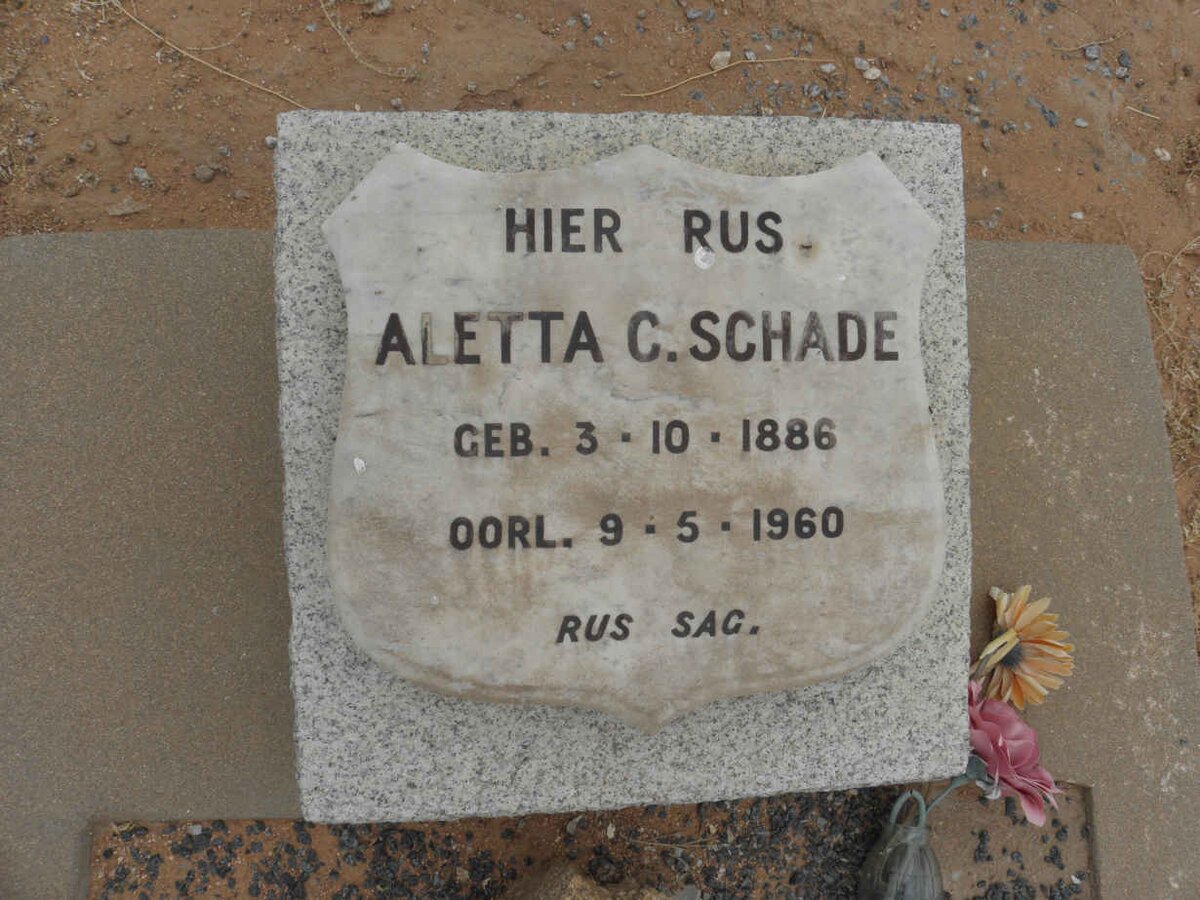 HIER RUS
ALETTA C. SCHADE
GEB. 3 · 10 · 1886
OORL. 9 · 5 · 1960
RUS SAG.